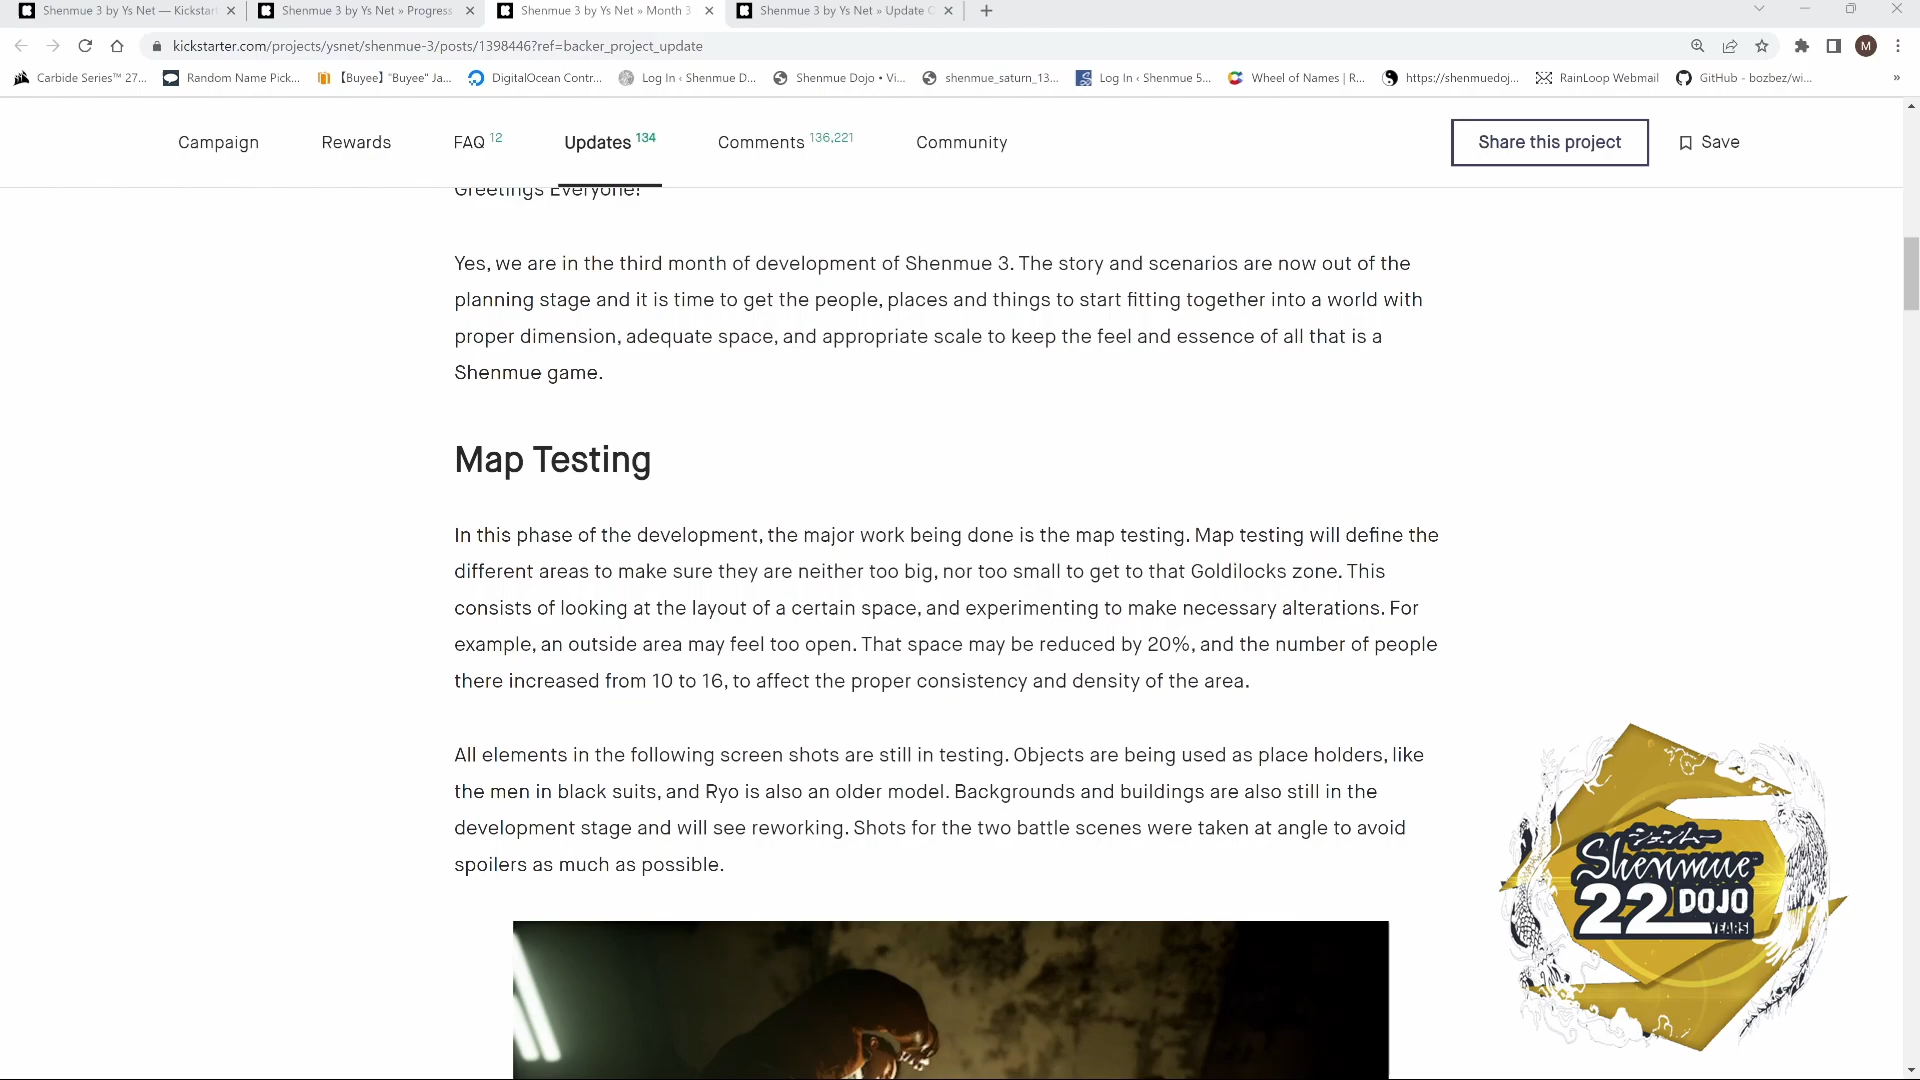 Shenmue 3 by Ys Net — Kickstart
Shenmue 3 by Ys Net » Progress
Shenmue 3 by Ys Net » Month 3
Shenmue 3 by Ys Net » Update
kickstarter.com/projects/ysnet/shenmue-3/posts/1398446?ref=backer_project_update
M
Carbide Series™ 27...
Random Name Pick...
【Buyee】 "Buyee" Ja...
DigitalOcean Contr...
Log In ‹ Shenmue D...
Shenmue Dojo • Vi...
shenmue_saturn_13...
Log In ‹ Shenmue 5...
Wheel of Names | R...
https://shenmuedoj...
RainLoop Webmail
GitHub - bozbez/wi...
»
Campaign
Rewards
FAQ 12
Updates 134
Comments 136,221
Community
Share this project
Save
Greetings Everyone!
Yes, we are in the third month of development of Shenmue 3. The story and scenarios are now out of the
planning stage and it is time to get the people, places and things to start fitting together into a world with
proper dimension, adequate space, and appropriate scale to keep the feel and essence of all that is a
Shenmue game.
Map Testing
In this phase of the development, the major work being done is the map testing. Map testing will define the
different areas to make sure they are neither too big, nor too small to get to that Goldilocks zone. This
consists of looking at the layout of a certain space, and experimenting to make necessary alterations. For
example, an outside area may feel too open. That space may be reduced by 20%, and the number of people
there increased from 10 to 16, to affect the proper consistency and density of the area.
All elements in the following screen shots are still in testing. Objects are being used as place holders, like
the men in black suits, and Ryo is also an older model. Backgrounds and buildings are also still in the
development stage and will see reworking. Shots for the two battle scenes were taken at angle to avoid
spoilers as much as possible.
シェンムー
Shenmue
22 DOJO
YEARS!